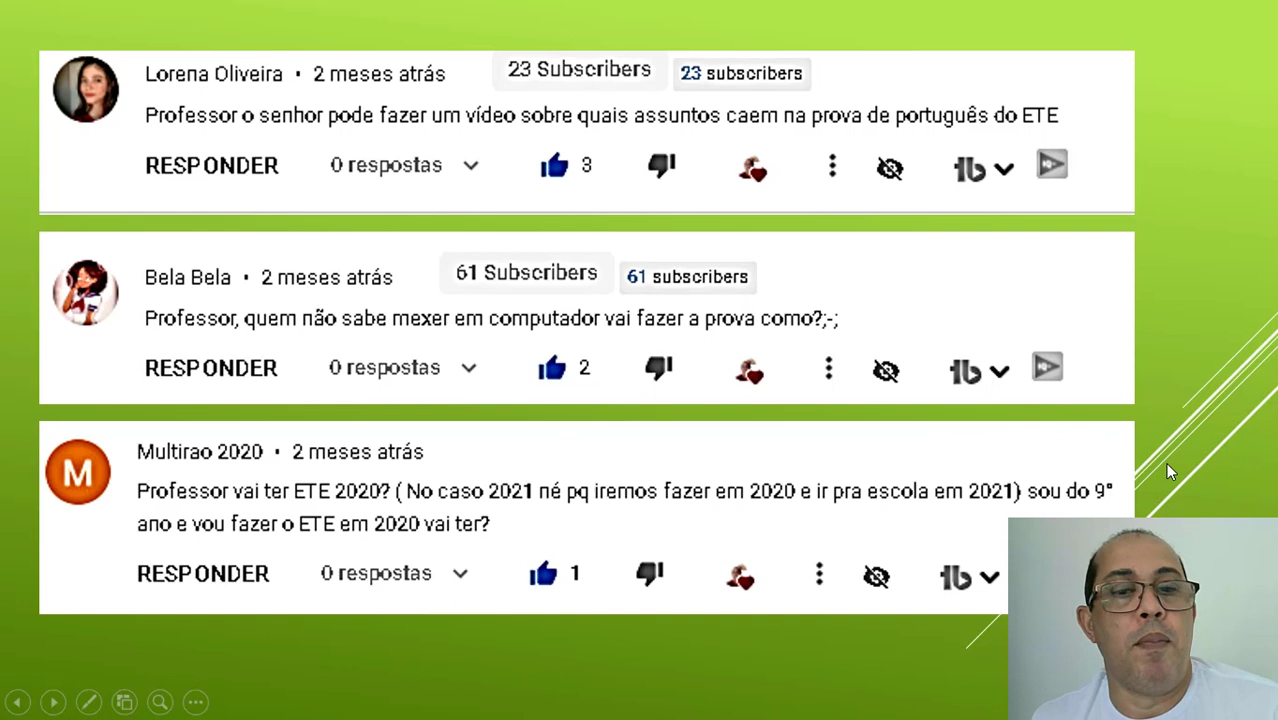 Lorena Oliveira • 2 meses atrás 23 Subscribers 23 subscribers
Professor o senhor pode fazer um vídeo sobre quais assuntos caem na prova de português do ETE
RESPONDER 0 respostas 3
Bela Bela • 2 meses atrás 61 Subscribers 61 subscribers
Professor, quem não sabe mexer em computador vai fazer a prova como?;-;
RESPONDER 0 respostas 2
M
Multirao 2020 • 2 meses atrás
Professor vai ter ETE 2020? ( No caso 2021 né pq iremos fazer em 2020 e ir pra escola em 2021) sou do 9°
ano e vou fazer o ETE em 2020 vai ter?
RESPONDER 0 respostas 1